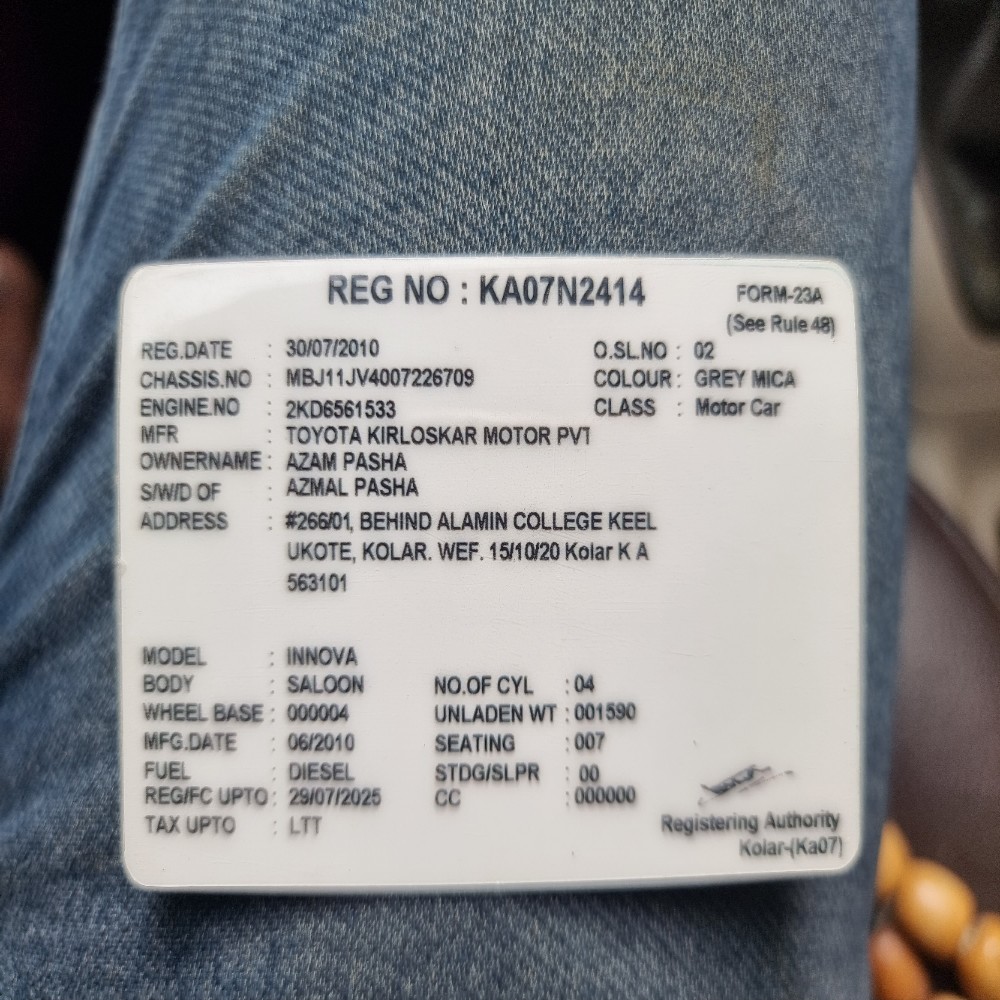 REG NO : KA07N2414
FORM-23A
(See Rule 48)
REG.DATE : 30/07/2010 O.SL.NO : 02
CHASSIS.NO : MBJ11JV4007226709 COLOUR : GREY MICA
ENGINE.NO : 2KD6561533 CLASS : Motor Car
MFR : TOYOTA KIRLOSKAR MOTOR PVT
OWNERNAME : AZAM PASHA
S/W/D OF : AZMAL PASHA
ADDRESS : #266/01, BEHIND ALAMIN COLLEGE KEEL
UKOTE, KOLAR. WEF. 15/10/20 Kolar K A
563101
MODEL : INNOVA
BODY : SALOON NO.OF CYL : 04
WHEEL BASE : 000004 UNLADEN WT : 001590
MFG.DATE : 06/2010 SEATING : 007
FUEL : DIESEL STDG/SLPR : 00
REG/FC UPTO : 29/07/2025 CC : 000000
TAX UPTO : LTT
Registering Authority
Kolar-(Ka07)